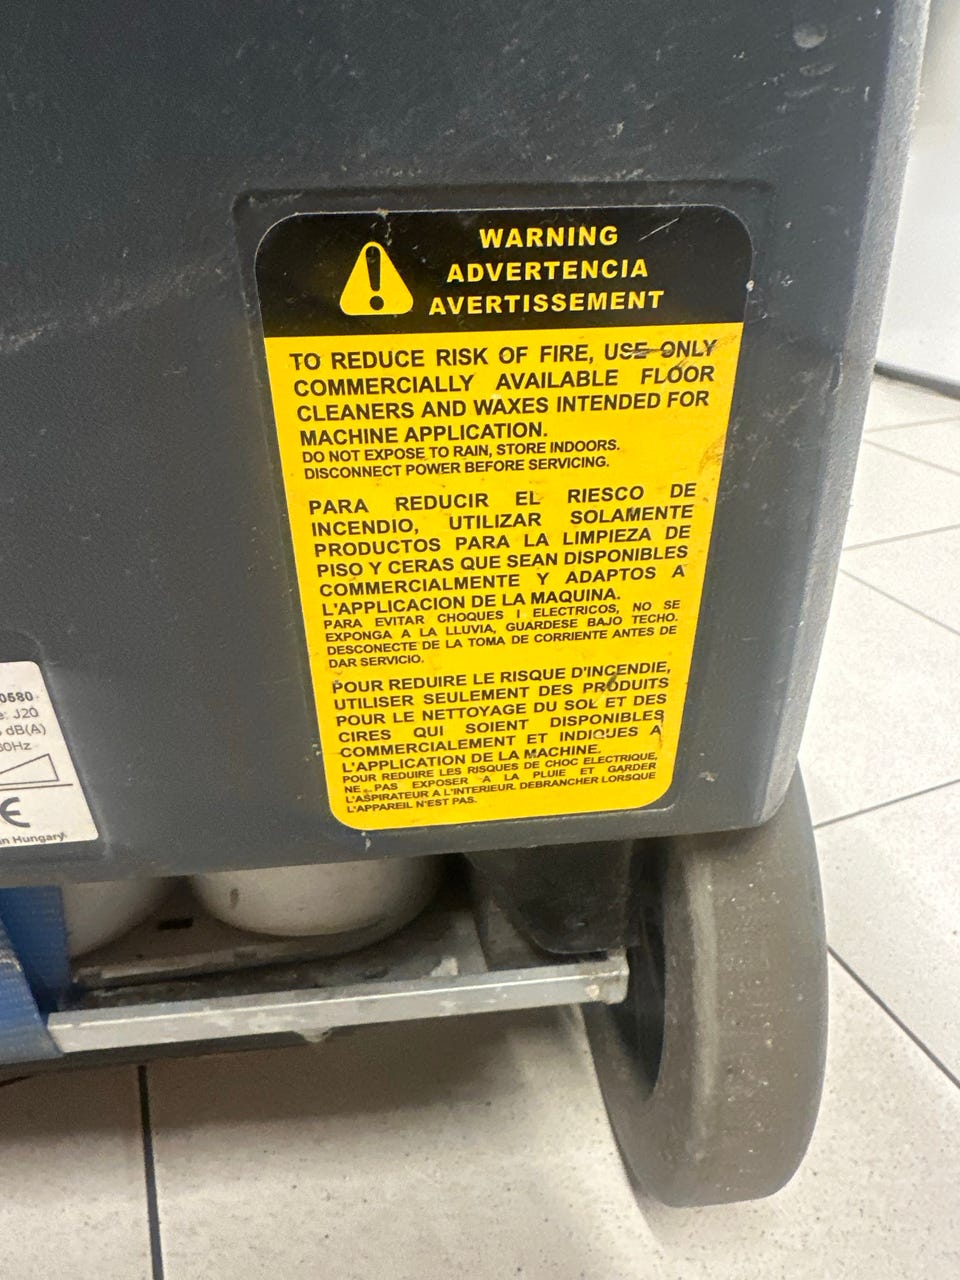 WARNING
ADVERTENCIA
AVERTISSEMENT
TO REDUCE RISK OF FIRE, USE ONLY
COMMERCIALLY AVAILABLE FLOOR
CLEANERS AND WAXES INTENDED FOR
MACHINE APPLICATION.
DO NOT EXPOSE TO RAIN, STORE INDOORS.
DISCONNECT POWER BEFORE SERVICING.
PARA REDUCIR EL RIESCO DE
INCENDIO, UTILIZAR SOLAMENTE
PRODUCTOS PARA LA LIMPIEZA DE
PISO Y CERAS QUE SEAN DISPONIBLES
COMMERCIALMENTE Y ADAPTOS A
L'APPLICACION DE LA MAQUINA.
PARA EVITAR CHOQUES I ELECTRICOS, NO SE
EXPONGA A LA LLUVIA, GUARDESE BAJO TECHO.
DESCONECTE DE LA TOMA DE CORRIENTE ANTES DE
DAR SERVICIO.
POUR REDUIRE LE RISQUE D'INCENDIE,
UTILISER SEULEMENT DES PRODUITS
POUR LE NETTOYAGE DU SOL ET DES
CIRES QUI SOIENT DISPONIBLES
COMMERCIALEMENT ET INDIQUES A
L'APPLICATION DE LA MACHINE.
POUR REDUIRE LES RISQUES DE CHOC ELECTRIQUE,
NE PAS EXPOSER A LA PLUIE ET GARDER
L'ASPIRATEUR A L'INTERIEUR. DEBRANCHER LORSQUE
L'APPAREIL N'EST PAS.
0580
: J20
dB(A)
60Hz
CE
in Hungary